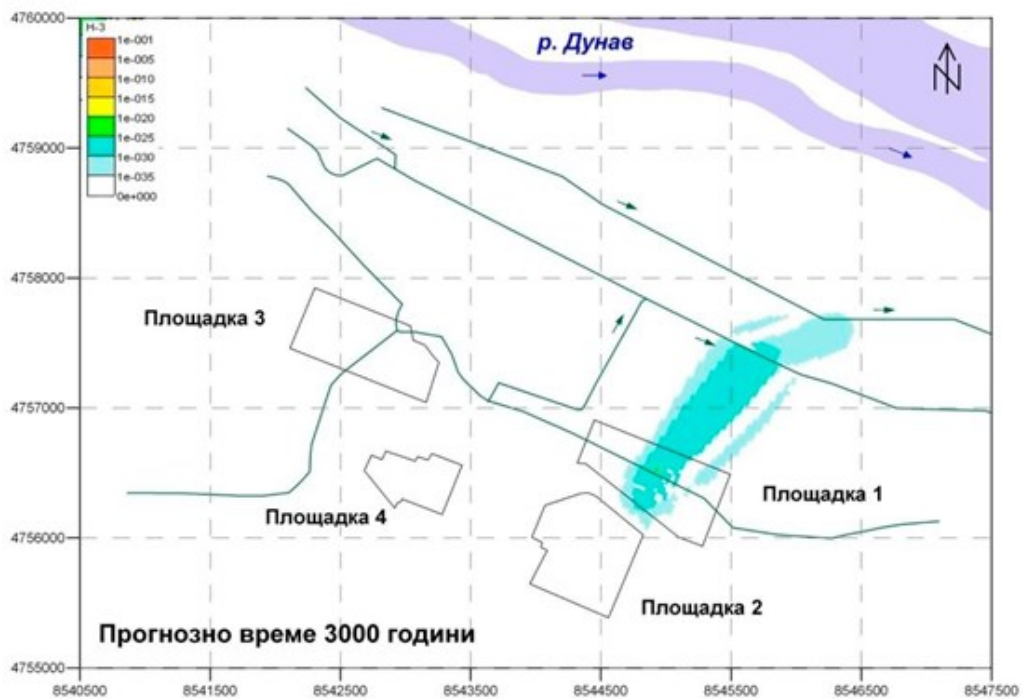 4760000
H-3
1e-001
1e-005
1e-010
1e-015
1e-020
1e-025
1e-030
1e-035
0e+000
р. Дунав
N
4759000
4758000
Площадка 3
4757000
Площадка 1
Площадка 4
4756000
Площадка 2
Прогнозно време 3000 години
4755000
8540500 8541500 8542500 8543500 8544500 8545500 8546500 8547500